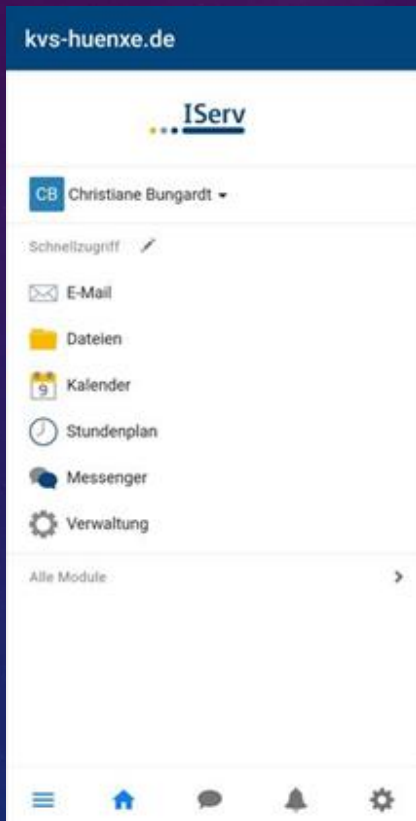 kvs-huenxe.de
IServ
CB Christiane Bungardt
Schnellzugriff
E-Mail
Dateien
9 Kalender
Stundenplan
Messenger
Verwaltung
Alle Module